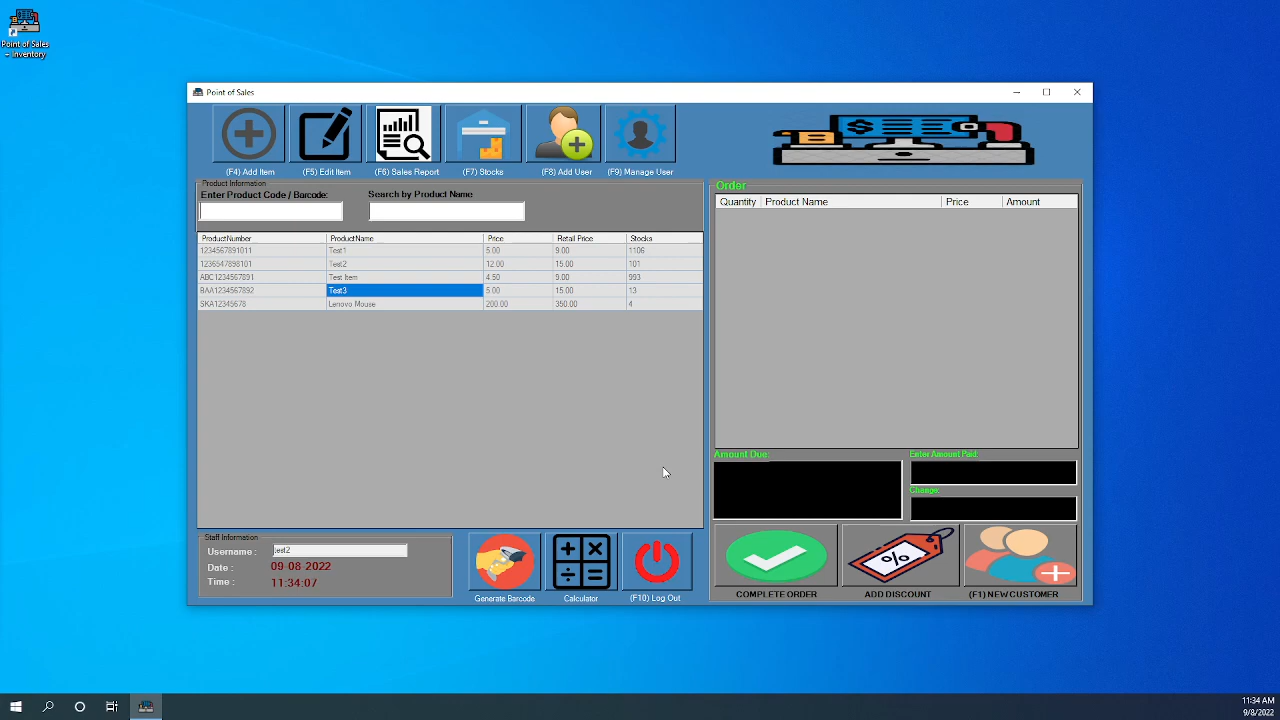 Point of Sales
- Inventory
Point of Sales
(F4) Add Item
(F5) Edit Item
(F6) Sales Report
(F7) Stocks
(F8) Add User
(F9) Manage User
Product Information
Enter Product Code / Barcode:
Search by Product Name
ProductNumber ProductName Price Retail Price Stocks
1234567891011 Test1 5.00 9.00 1106
1236547898101 Test2 12.00 15.00 101
ABC1234567891 Test Item 4.50 9.00 993
BAA1234567892 Test3 5.00 15.00 13
SKA12345678 Lenovo Mouse 200.00 350.00 4
Order
Quantity Product Name Price Amount
Amount Due:
Enter Amount Paid:
Change:
Staff Information
Username : test2
Date : 09-08-2022
Time : 11:34:07
Generate Barcode
Calculator
(F10) Log Out
COMPLETE ORDER
ADD DISCOUNT
(F1) NEW CUSTOMER
11:34 AM
9/8/2022